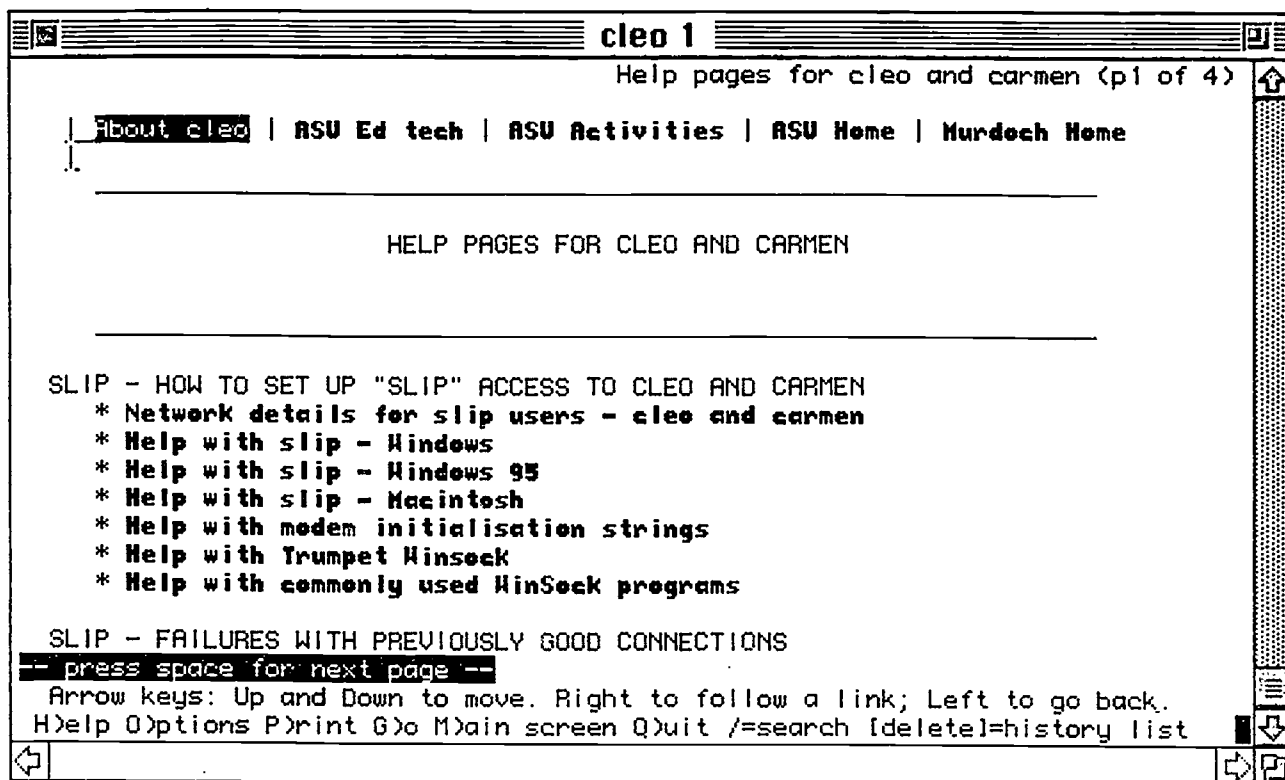 cleo 1
Help pages for cleo and carmen (p1 of 4)
| About cleo | ASU Ed tech | ASU Activities | ASU Home | Murdoch Home
|
HELP PAGES FOR CLEO AND CARMEN
SLIP - HOW TO SET UP "SLIP" ACCESS TO CLEO AND CARMEN
* Network details for slip users - cleo and carmen
* Help with slip - Windows
* Help with slip - Windows 95
* Help with slip - Macintosh
* Help with modem initialisation strings
* Help with Trumpet Winsock
* Help with commonly used WinSock programs
SLIP - FAILURES WITH PREVIOUSLY GOOD CONNECTIONS
-- press space for next page --
Arrow keys: Up and Down to move. Right to follow a link; Left to go back.
H)elp O)ptions P)rint G)o M)ain screen Q)uit /=search [delete]=history list